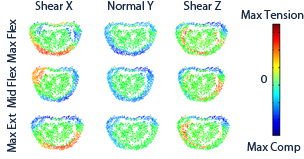 Shear X Normal Y Shear Z
Max Tension
Max Flex
0
Mid Flex
Max Ext
Max Comp